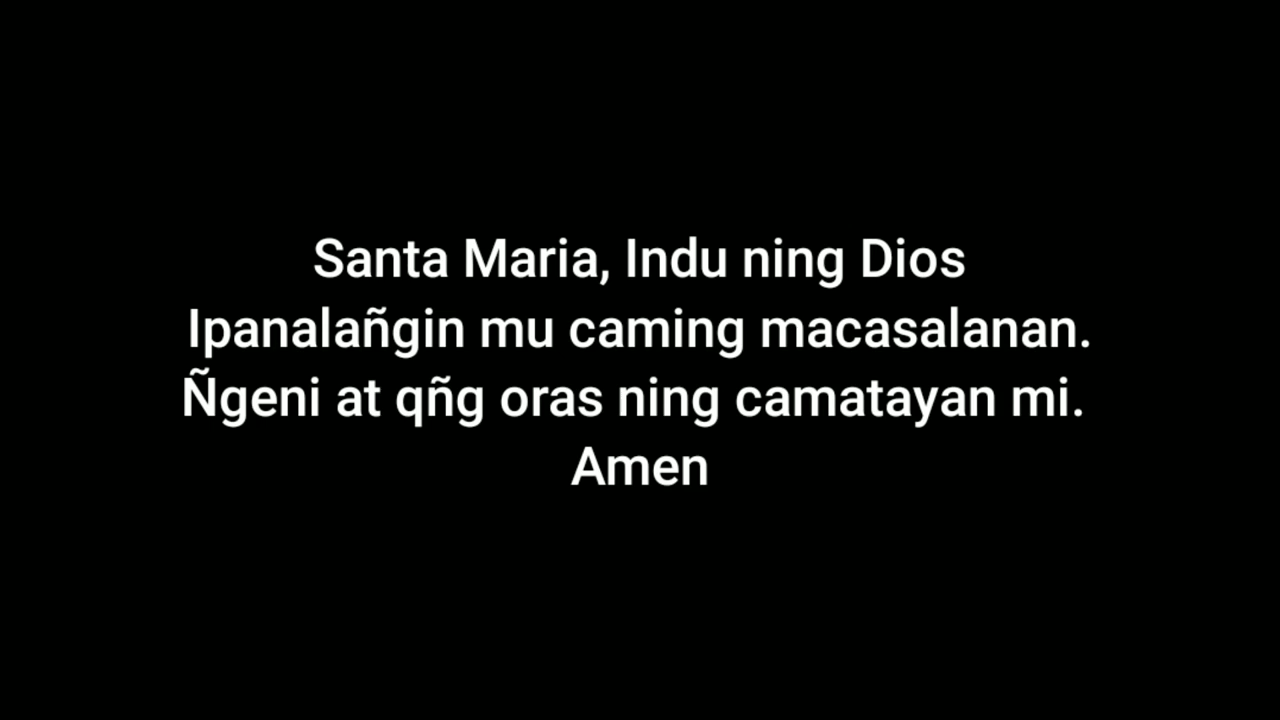 Santa Maria, Indu ning Dios
Ipanalañgin mu caming macasalanan.
Ñgeni at qñg oras ning camatayan mi.
Amen